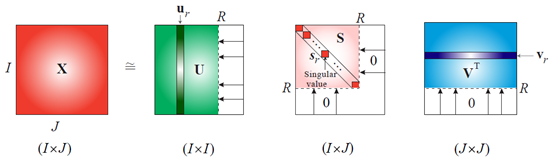 u_r
R
R
I
X
≅
U
S
s_r
Singular
value
0
R
0
V^T
v_r
R
0
J
(I×J)
(I×I)
(I×J)
(J×J)